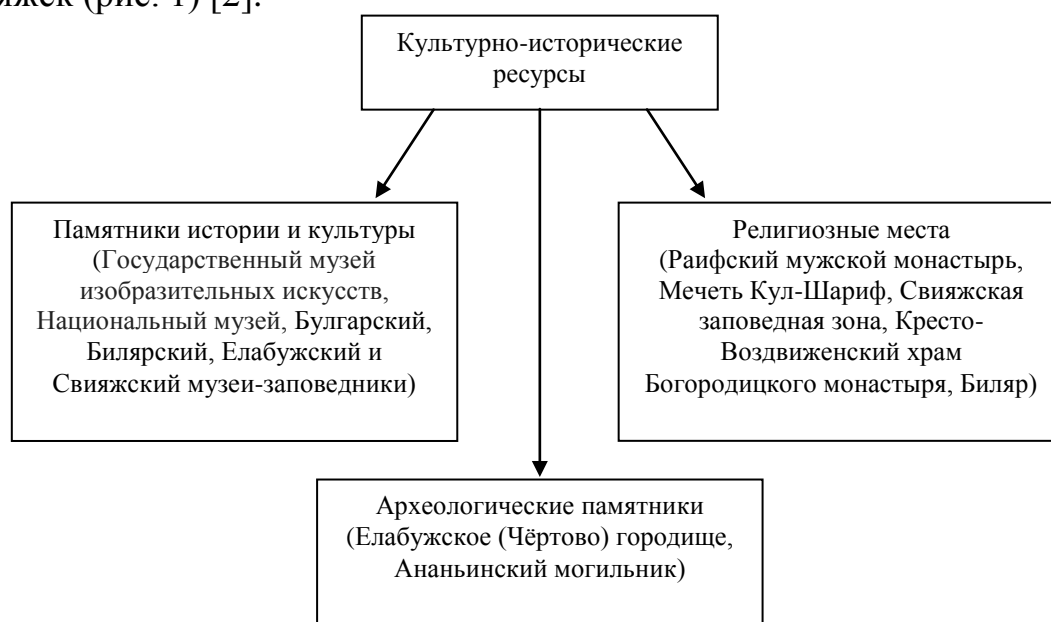 (рис. 1) [2].
Культурно-исторические
ресурсы
Памятники истории и культуры
(Государственный музей
изобразительных искусств,
Национальный музей, Булгарский,
Билярский, Елабужский и
Свияжский музеи-заповедники)
Религиозные места
(Раифский мужской монастырь,
Мечеть Кул-Шариф, Свияжская
заповедная зона, Кресто-
Воздвиженский храм
Богородицкого монастыря, Биляр)
Археологические памятники
(Елабужское (Чёртово) городище,
Ананьинский могильник)